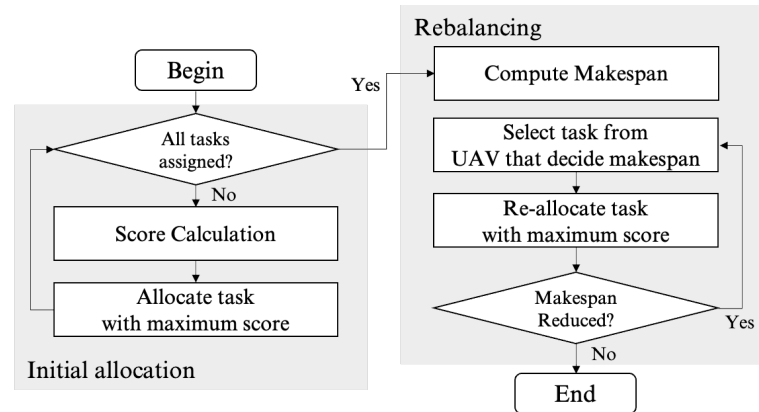 Begin
All tasks
assigned?
Yes
No
Score Calculation
Allocate task
with maximum score
Initial allocation
Rebalancing
Compute Makespan
Select task from
UAV that decide makespan
Re-allocate task
with maximum score
Makespan
Reduced?
Yes
No
End